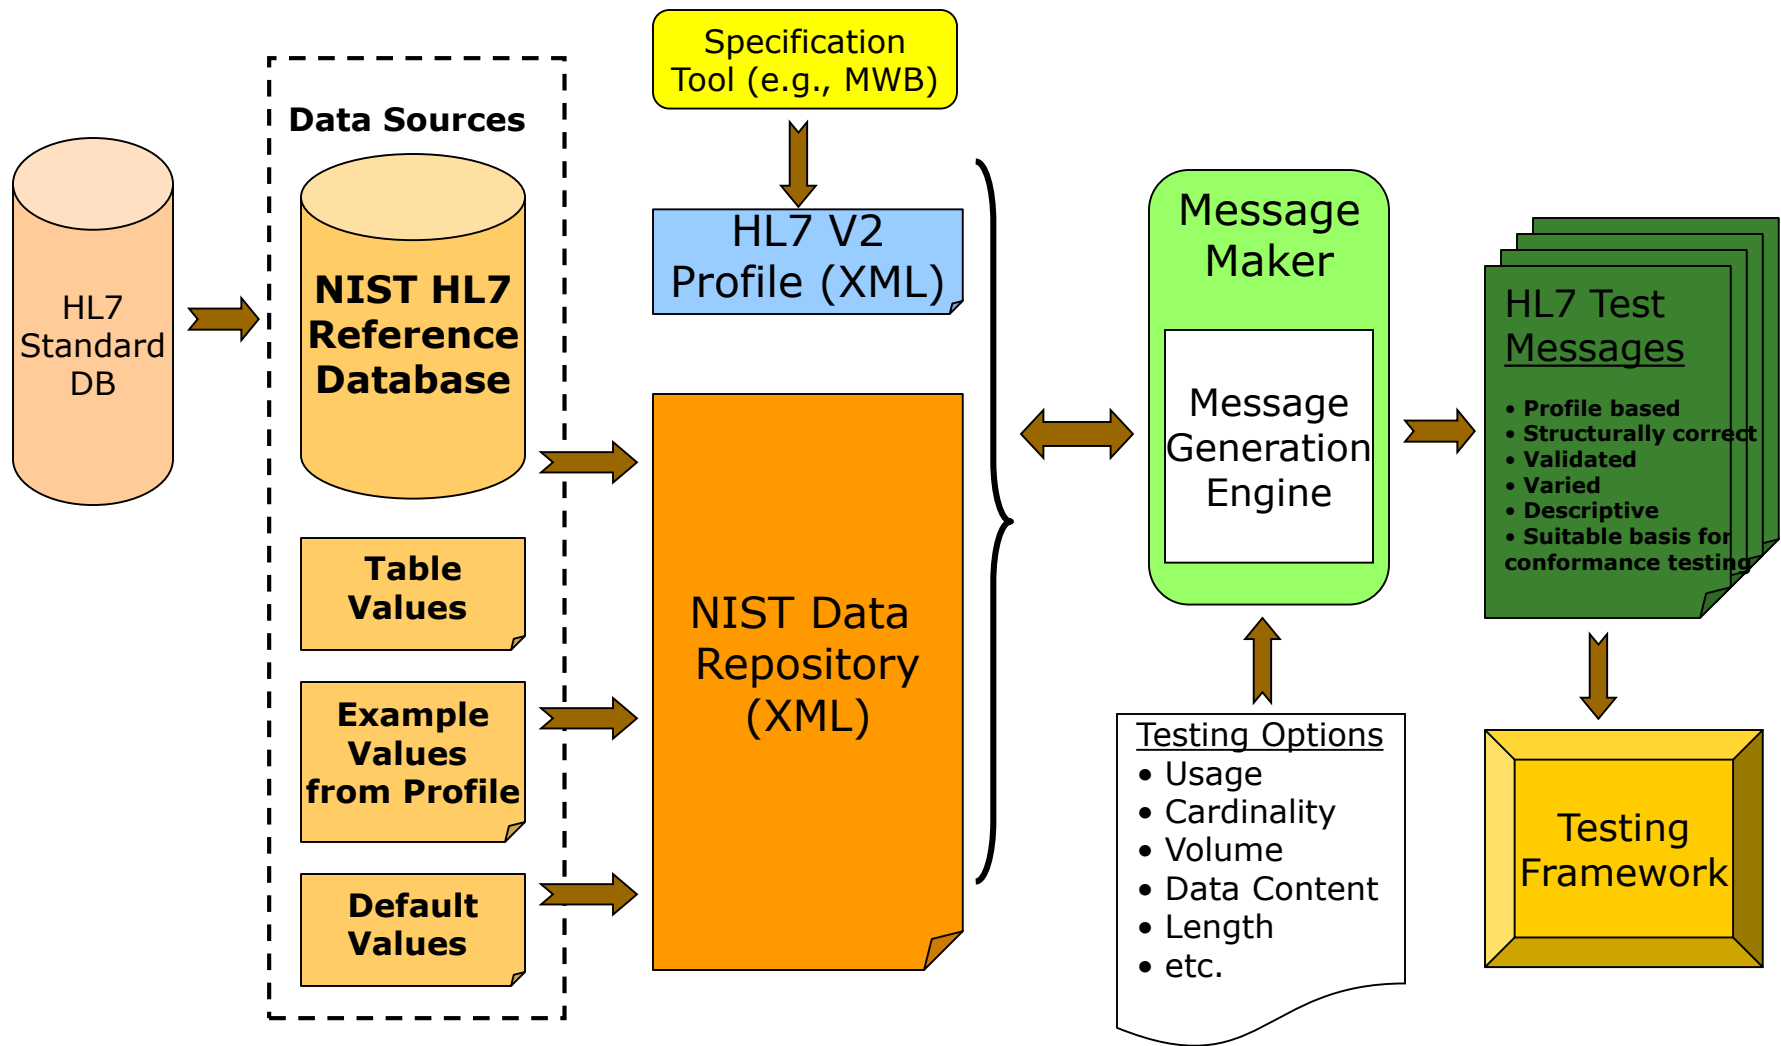 Specification
Tool (e.g., MWB)
Data Sources
HL7
Standard
DB
NIST HL7
Reference
Database
Table
Values
Example
Values
from Profile
Default
Values
HL7 V2
Profile (XML)
NIST Data
Repository
(XML)
Message
Maker
Message
Generation
Engine
Testing Options
• Usage
• Cardinality
• Volume
• Data Content
• Length
• etc.
HL7 Test
Messages
• Profile based
• Structurally correct
• Validated
• Varied
• Descriptive
• Suitable basis for
conformance testing
Testing
Framework